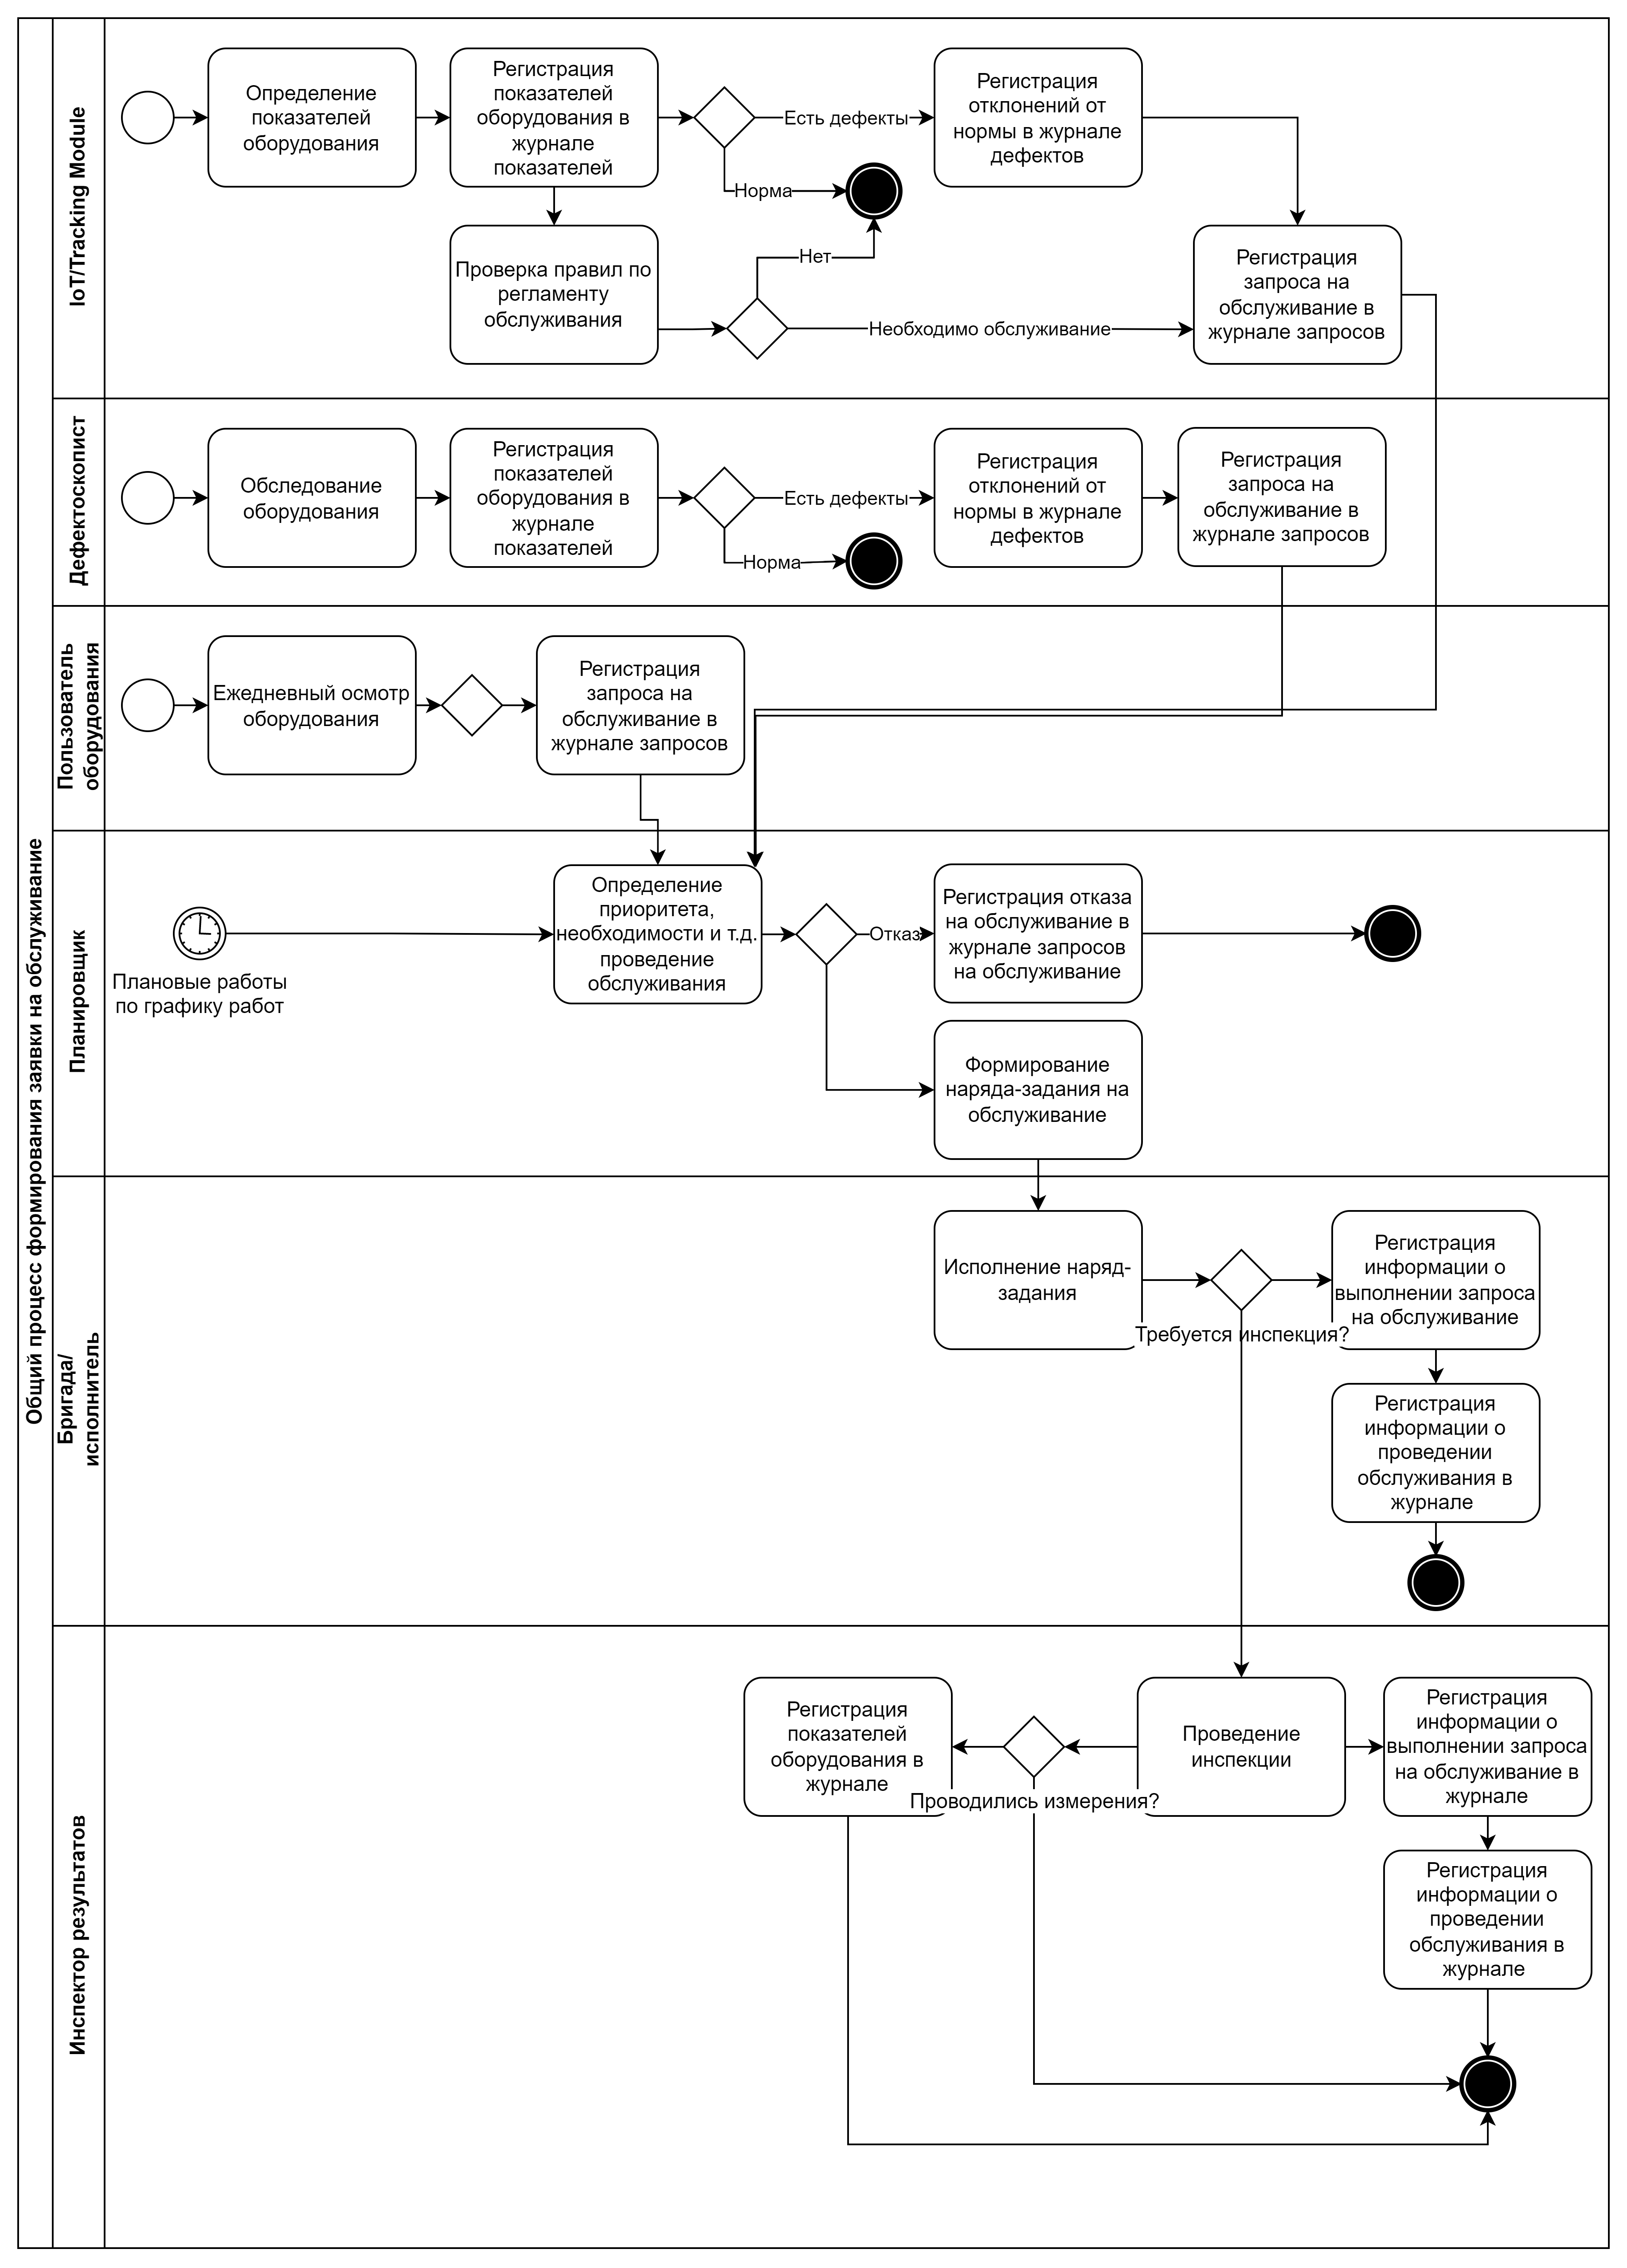 Общий процесс формирования заявки на обслуживание
IoT/Tracking Module
Определение
показателей
оборудования
Регистрация
показателей
оборудования в
журнале
показателей
Есть дефекты
Норма
Регистрация
отклонений от
нормы в журнале
дефектов
Проверка правил по
регламенту
обслуживания
Нет
Необходимо обслуживание
Регистрация
запроса на
обслуживание в
журнале запросов
Дефектоскопист
Обследование
оборудования
Регистрация
показателей
оборудования в
журнале
показателей
Есть дефекты
Норма
Регистрация
отклонений от
нормы в журнале
дефектов
Регистрация
запроса на
обслуживание в
журнале запросов
Пользователь
оборудования
Ежедневный осмотр
оборудования
Регистрация
запроса на
обслуживание в
журнале запросов
Планировщик
Плановые работы
по графику работ
Определение
приоритета,
необходимости и т.д.
проведение
обслуживания
Отказ
Регистрация отказа
на обслуживание в
журнале запросов
на обслуживание
Формирование
наряда-задания на
обслуживание
Бригада/
исполнитель
Исполнение наряд-
задания
Требуется инспекция?
Регистрация
информации о
выполнении запроса
на обслуживание
Регистрация
информации о
проведении
обслуживания в
журнале
Инспектор результатов
Регистрация
показателей
оборудования в
журнале
Проводились измерения?
Проведение
инспекции
Регистрация
информации о
выполнении запроса
на обслуживание в
журнале
Регистрация
информации о
проведении
обслуживания в
журнале